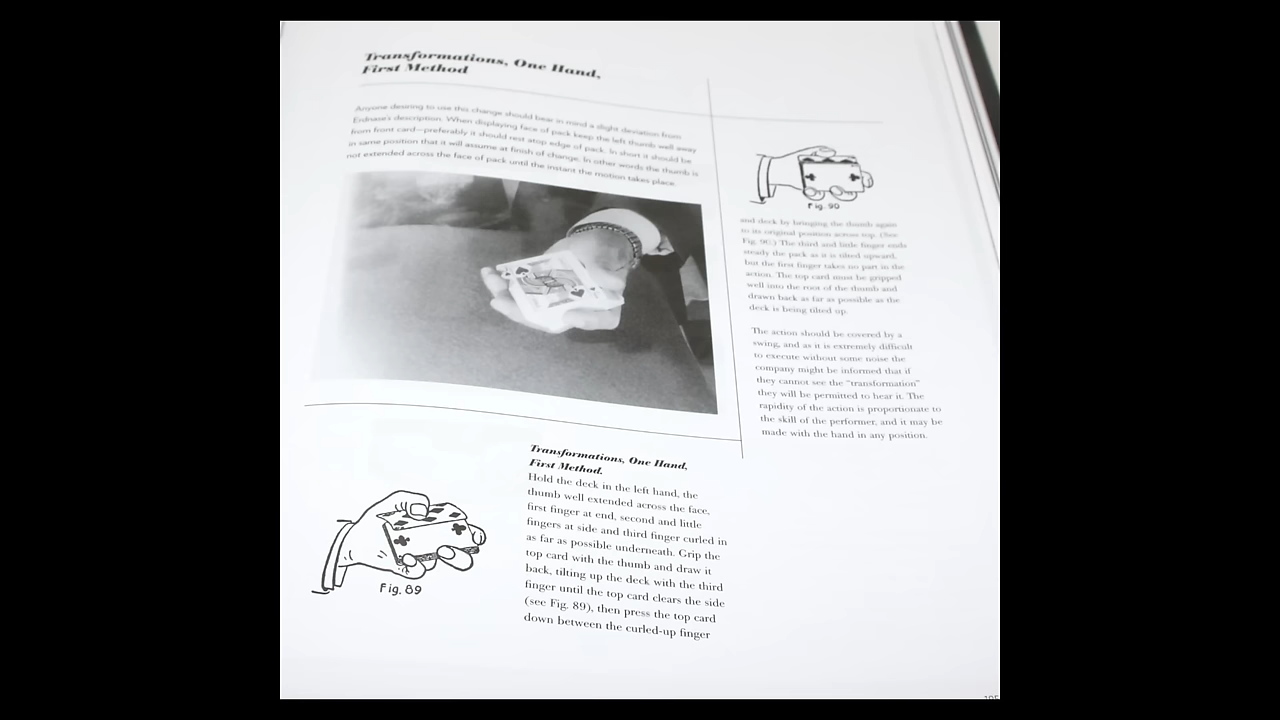 Transformations, One Hand,
First Method
Anyone desiring to use this change should bear in mind a slight deviation from
Erdnase's description. When displaying face of pack keep the left thumb well away
from front card—preferably it should rest atop edge of pack. In short it should be
in same position that it will assume at finish of change. In other words the thumb is
not extended across the face of pack until the instant the motion takes place.
Fig. 89
Transformations, One Hand,
First Method.
Hold the deck in the left hand, the
thumb well extended across the face,
first finger at end, second and little
fingers at side and third finger curled in
as far as possible underneath. Grip the
top card with the thumb and draw it
back, tilting up the deck with the third
finger until the top card clears the side
(see Fig. 89), then press the top card
down between the curled-up finger
Fig. 90
and deck by bringing the thumb again
to its original position across top. (See
Fig. 90.) The third and little finger ends
steady the pack as it is tilted upward,
but the first finger takes no part in the
action. The top card must be gripped
well into the root of the thumb and
drawn back as far as possible as the
deck is being tilted up.
The action should be covered by a
swing, and as it is extremely difficult
to execute without some noise the
company might be informed that if
they cannot see the "transformation"
they will be permitted to hear it. The
rapidity of the action is proportionate to
the skill of the performer, and it may be
made with the hand in any position.